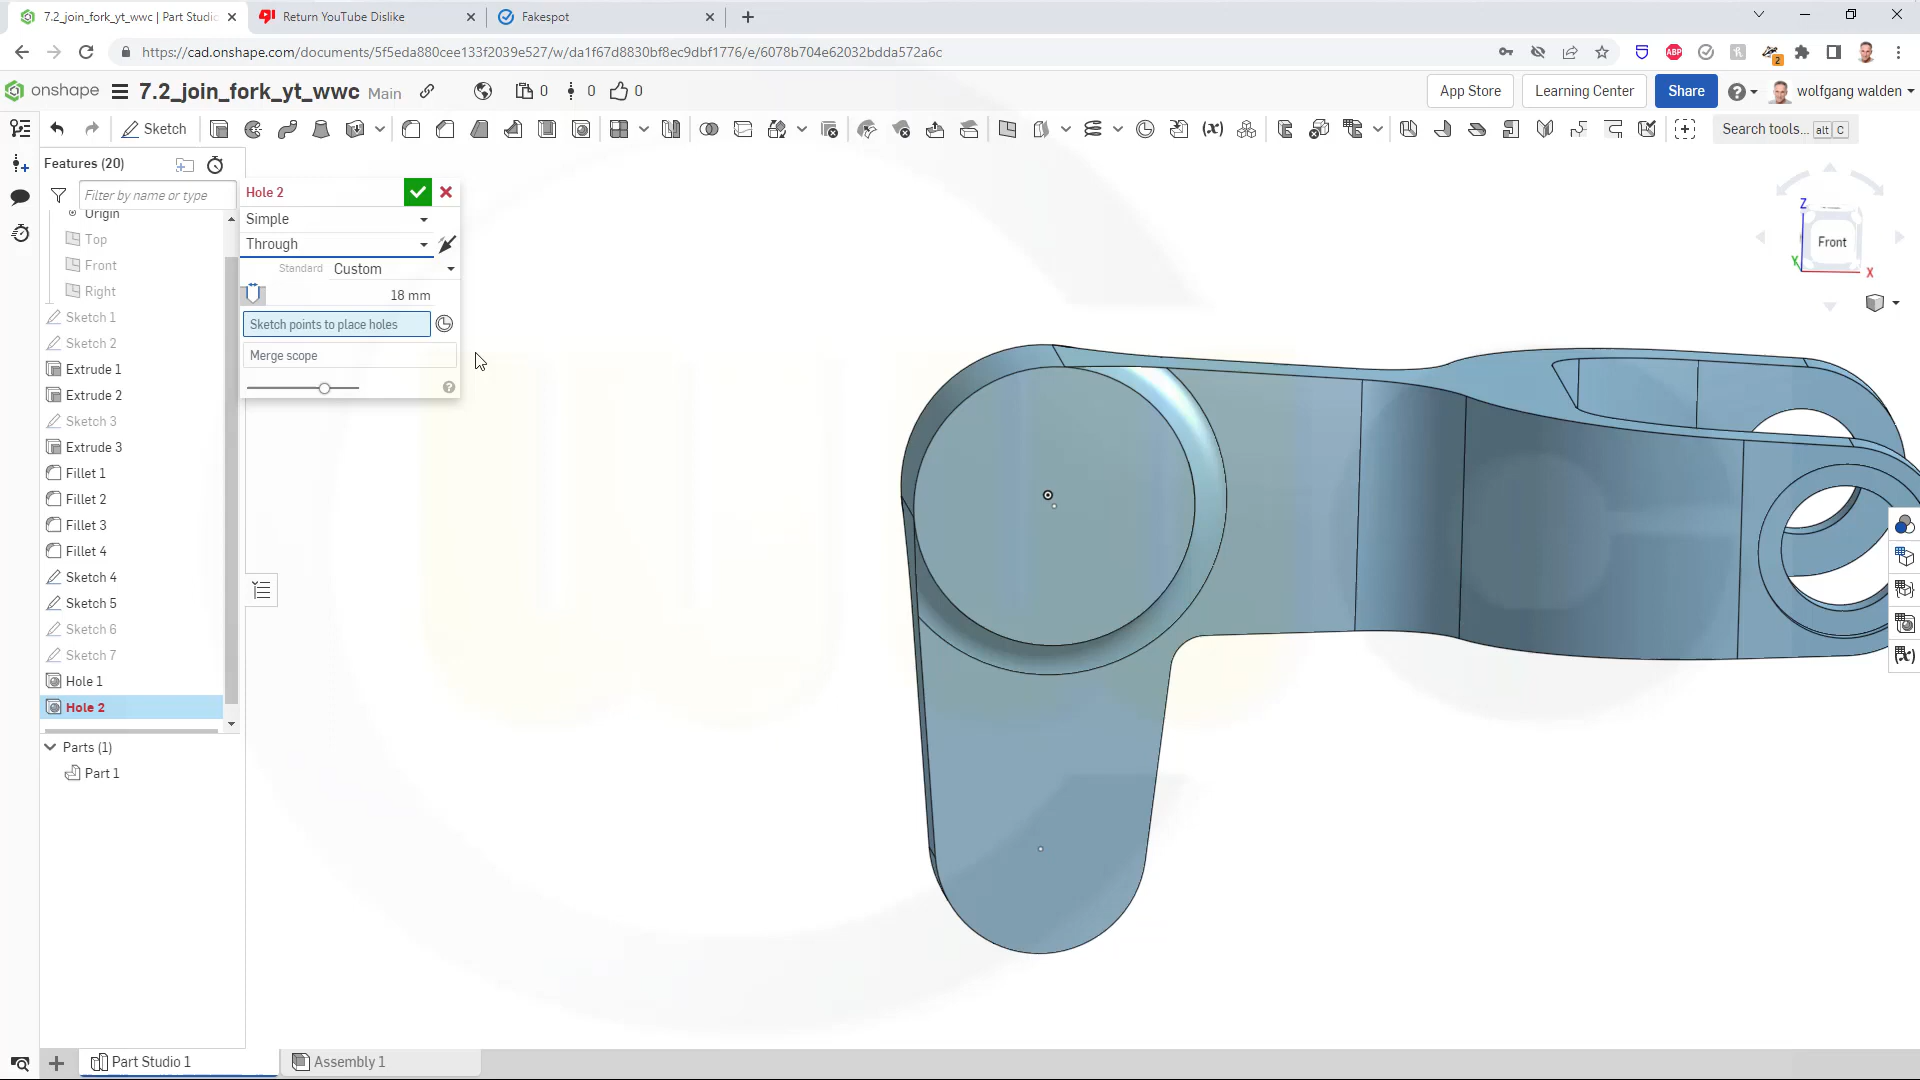 7.2_join_fork_yt_wwc | Part Studio
Return YouTube Dislike
Fakespot
https://cad.onshape.com/documents/5f5eda880cee133f2039e527/w/da1f67d8830bf8ec9dbf1776/e/6078b704e62032bdda572a6c
ABP
2
onshape
7.2_join_fork_yt_wwc Main
0
0
0
App Store
Learning Center
Share
wolfgang walden
Sketch
Search tools... alt C
Features (20)
Filter by name or type
Origin
Top
Front
Right
Sketch 1
Sketch 2
Extrude 1
Extrude 2
Sketch 3
Extrude 3
Fillet 1
Fillet 2
Fillet 3
Fillet 4
Sketch 4
Sketch 5
Sketch 6
Sketch 7
Hole 1
Hole 2
Parts (1)
Part 1
Hole 2
Simple
Through
Standard Custom
18 mm
Sketch points to place holes
Merge scope
Z
Front
Y
X
Part Studio 1
Assembly 1